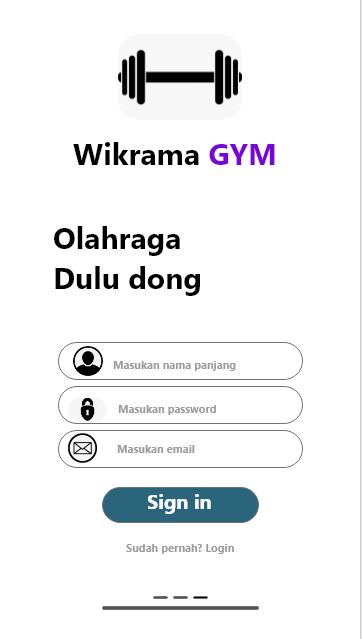 Wikrama GYM
Olahraga
Dulu dong
Masukan nama panjang
Masukan password
Masukan email
Sign in
Sudah pernah? Login